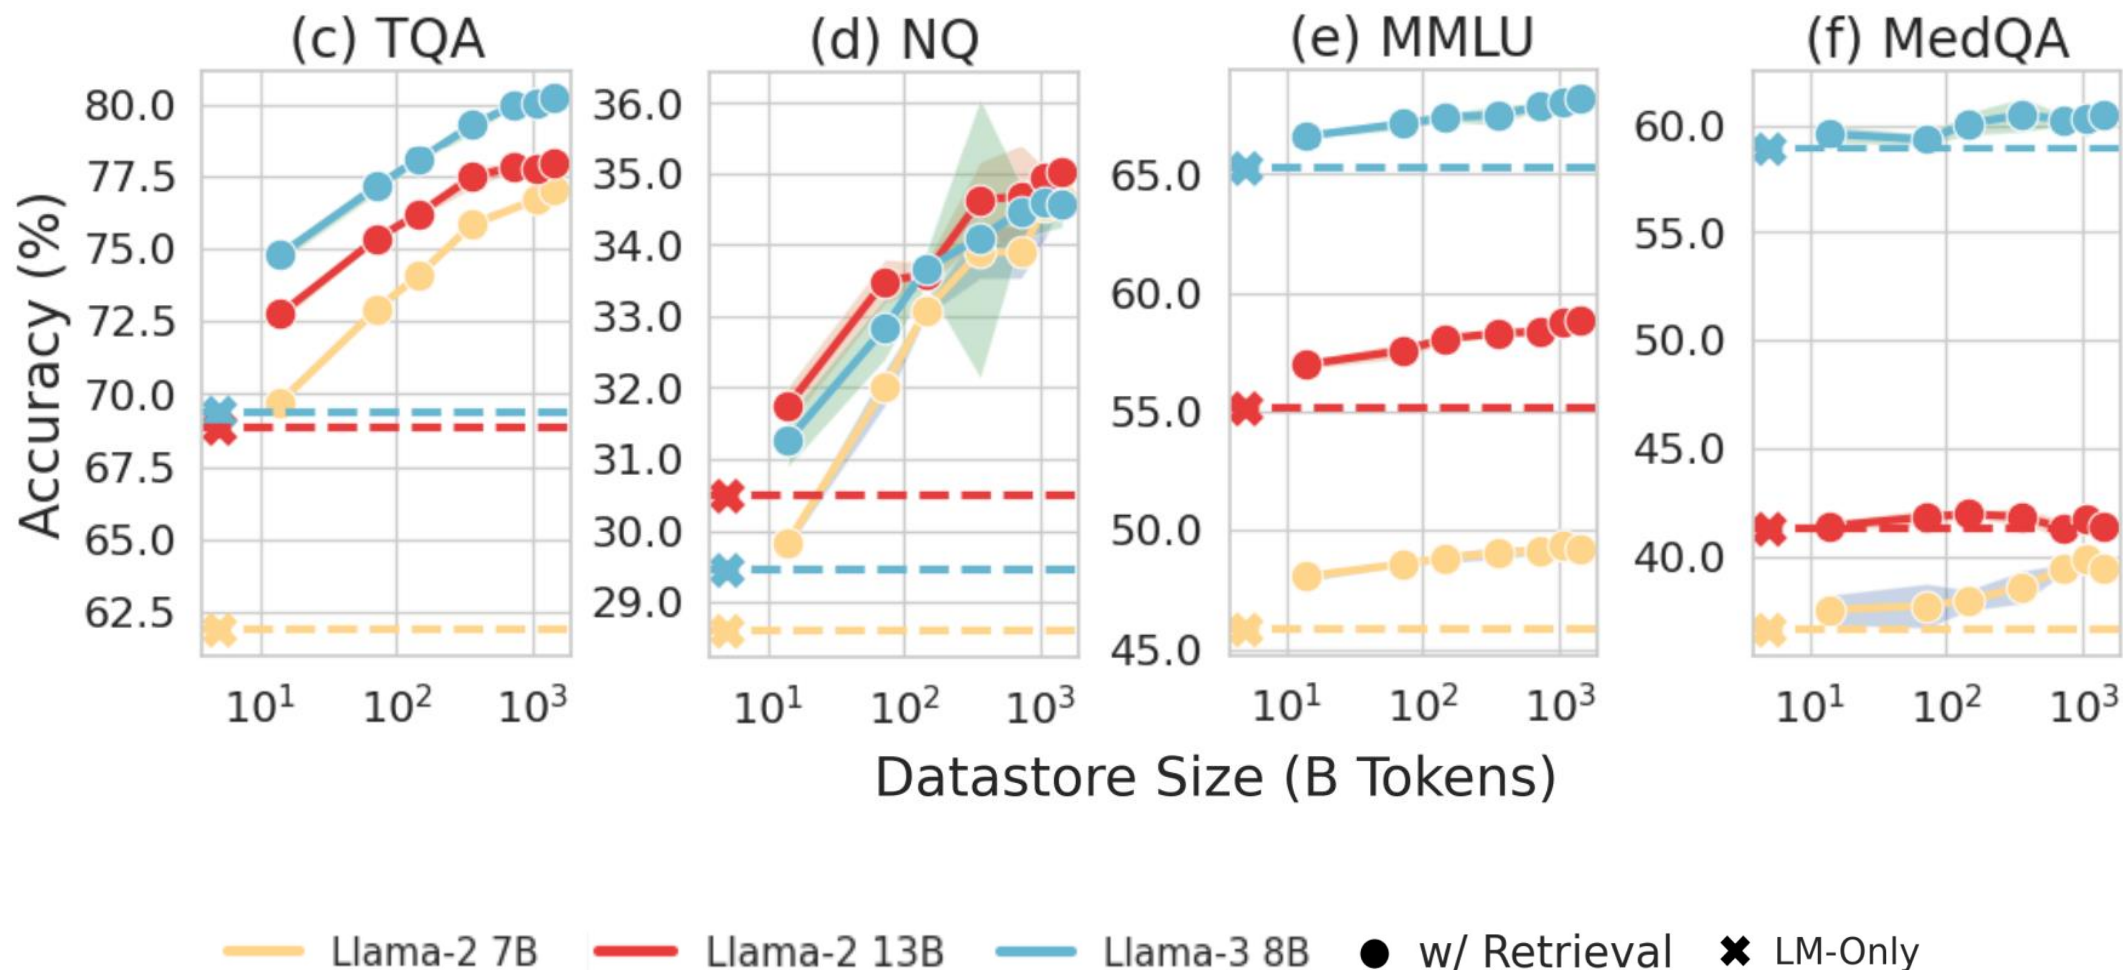 (c) TQA
(d) NQ
(e) MMLU
(f) MedQA
Accuracy (%)
80.0
77.5
75.0
72.5
70.0
67.5
65.0
62.5
10¹ 10² 10³
36.0
35.0
34.0
33.0
32.0
31.0
30.0
29.0
10¹ 10² 10³
65.0
60.0
55.0
50.0
45.0
10¹ 10² 10³
60.0
55.0
50.0
45.0
40.0
10¹ 10² 10³
Datastore Size (B Tokens)
Llama-2 7B Llama-2 13B Llama-3 8B w/ Retrieval LM-Only